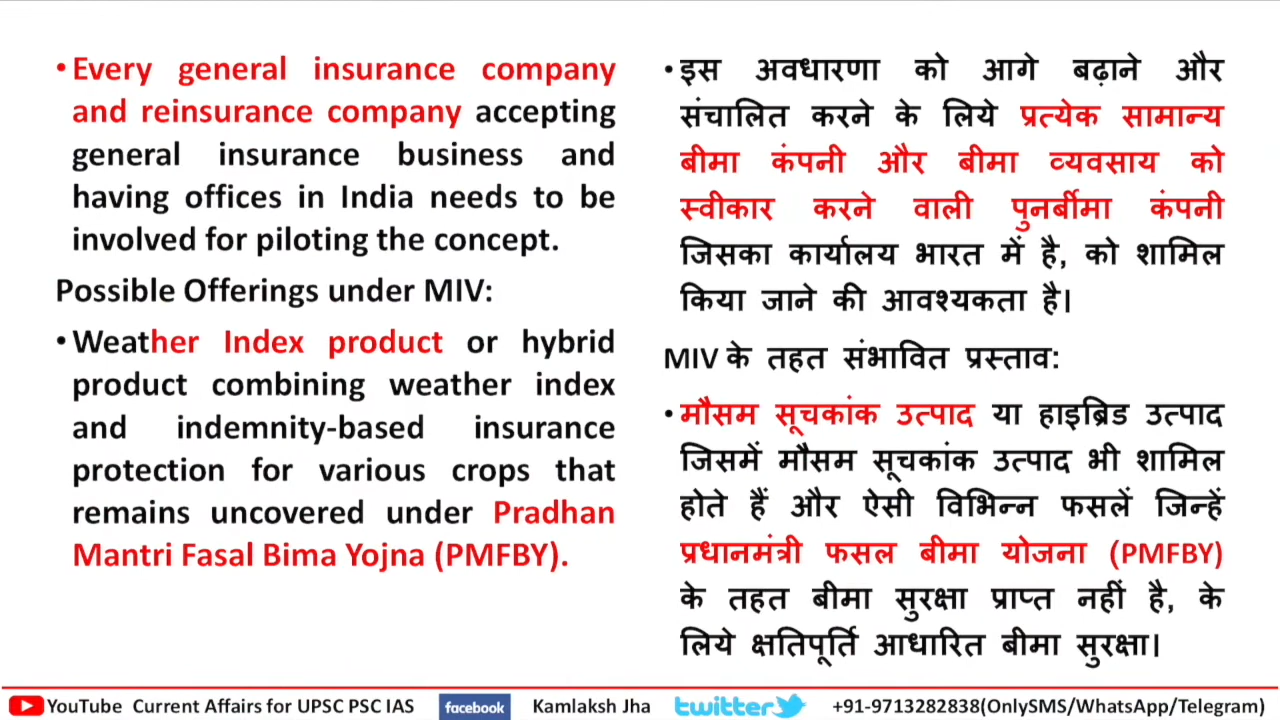 • Every general insurance company
and reinsurance company accepting
general insurance business and
having offices in India needs to be
involved for piloting the concept.
Possible Offerings under MIV:
• Weather Index product or hybrid
product combining weather index
and indemnity-based insurance
protection for various crops that
remains uncovered under Pradhan
Mantri Fasal Bima Yojna (PMFBY).
• इस अवधारणा को आगे बढ़ाने और
संचालित करने के लिये प्रत्येक सामान्य
बीमा कंपनी और बीमा व्यवसाय को
स्वीकार करने वाली पुनर्बीमा कंपनी
जिसका कार्यालय भारत में है, को शामिल
किया जाने की आवश्यकता है।
MIV के तहत संभावित प्रस्ताव:
• मौसम सूचकांक उत्पाद या हाइब्रिड उत्पाद
जिसमें मौसम सूचकांक उत्पाद भी शामिल
होते हैं और ऐसी विभिन्न फसलें जिन्हें
प्रधानमंत्री फसल बीमा योजना (PMFBY)
के तहत बीमा सुरक्षा प्राप्त नहीं है, के
लिये क्षतिपूर्ति आधारित बीमा सुरक्षा।
YouTube Current Affairs for UPSC PSC IAS facebook Kamlaksh Jha twitter +91-9713282838(OnlySMS/WhatsApp/Telegram)